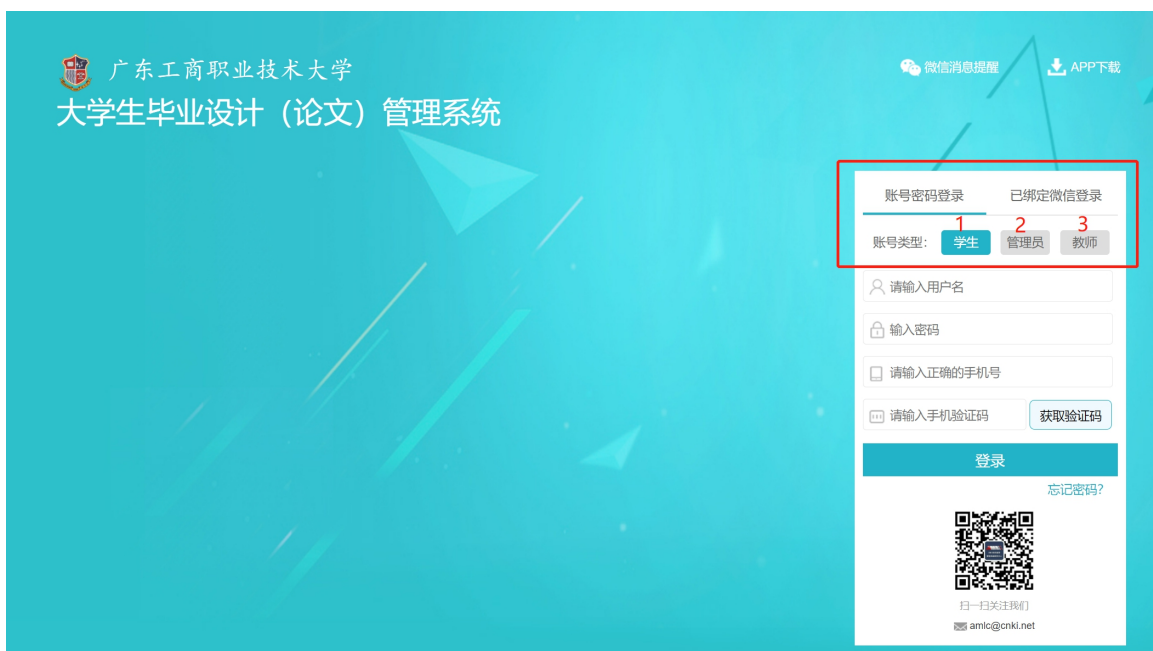 广东工商职业技术大学
微信消息提醒 APP下载
大学生毕业设计（论文）管理系统
账号密码登录 已绑定微信登录
1 2 3
账号类型: 学生 管理员 教师
请输入用户名
输入密码
请输入正确的手机号
请输入手机验证码 获取验证码
登录
忘记密码?
扫一扫关注我们
amlc@cnki.net